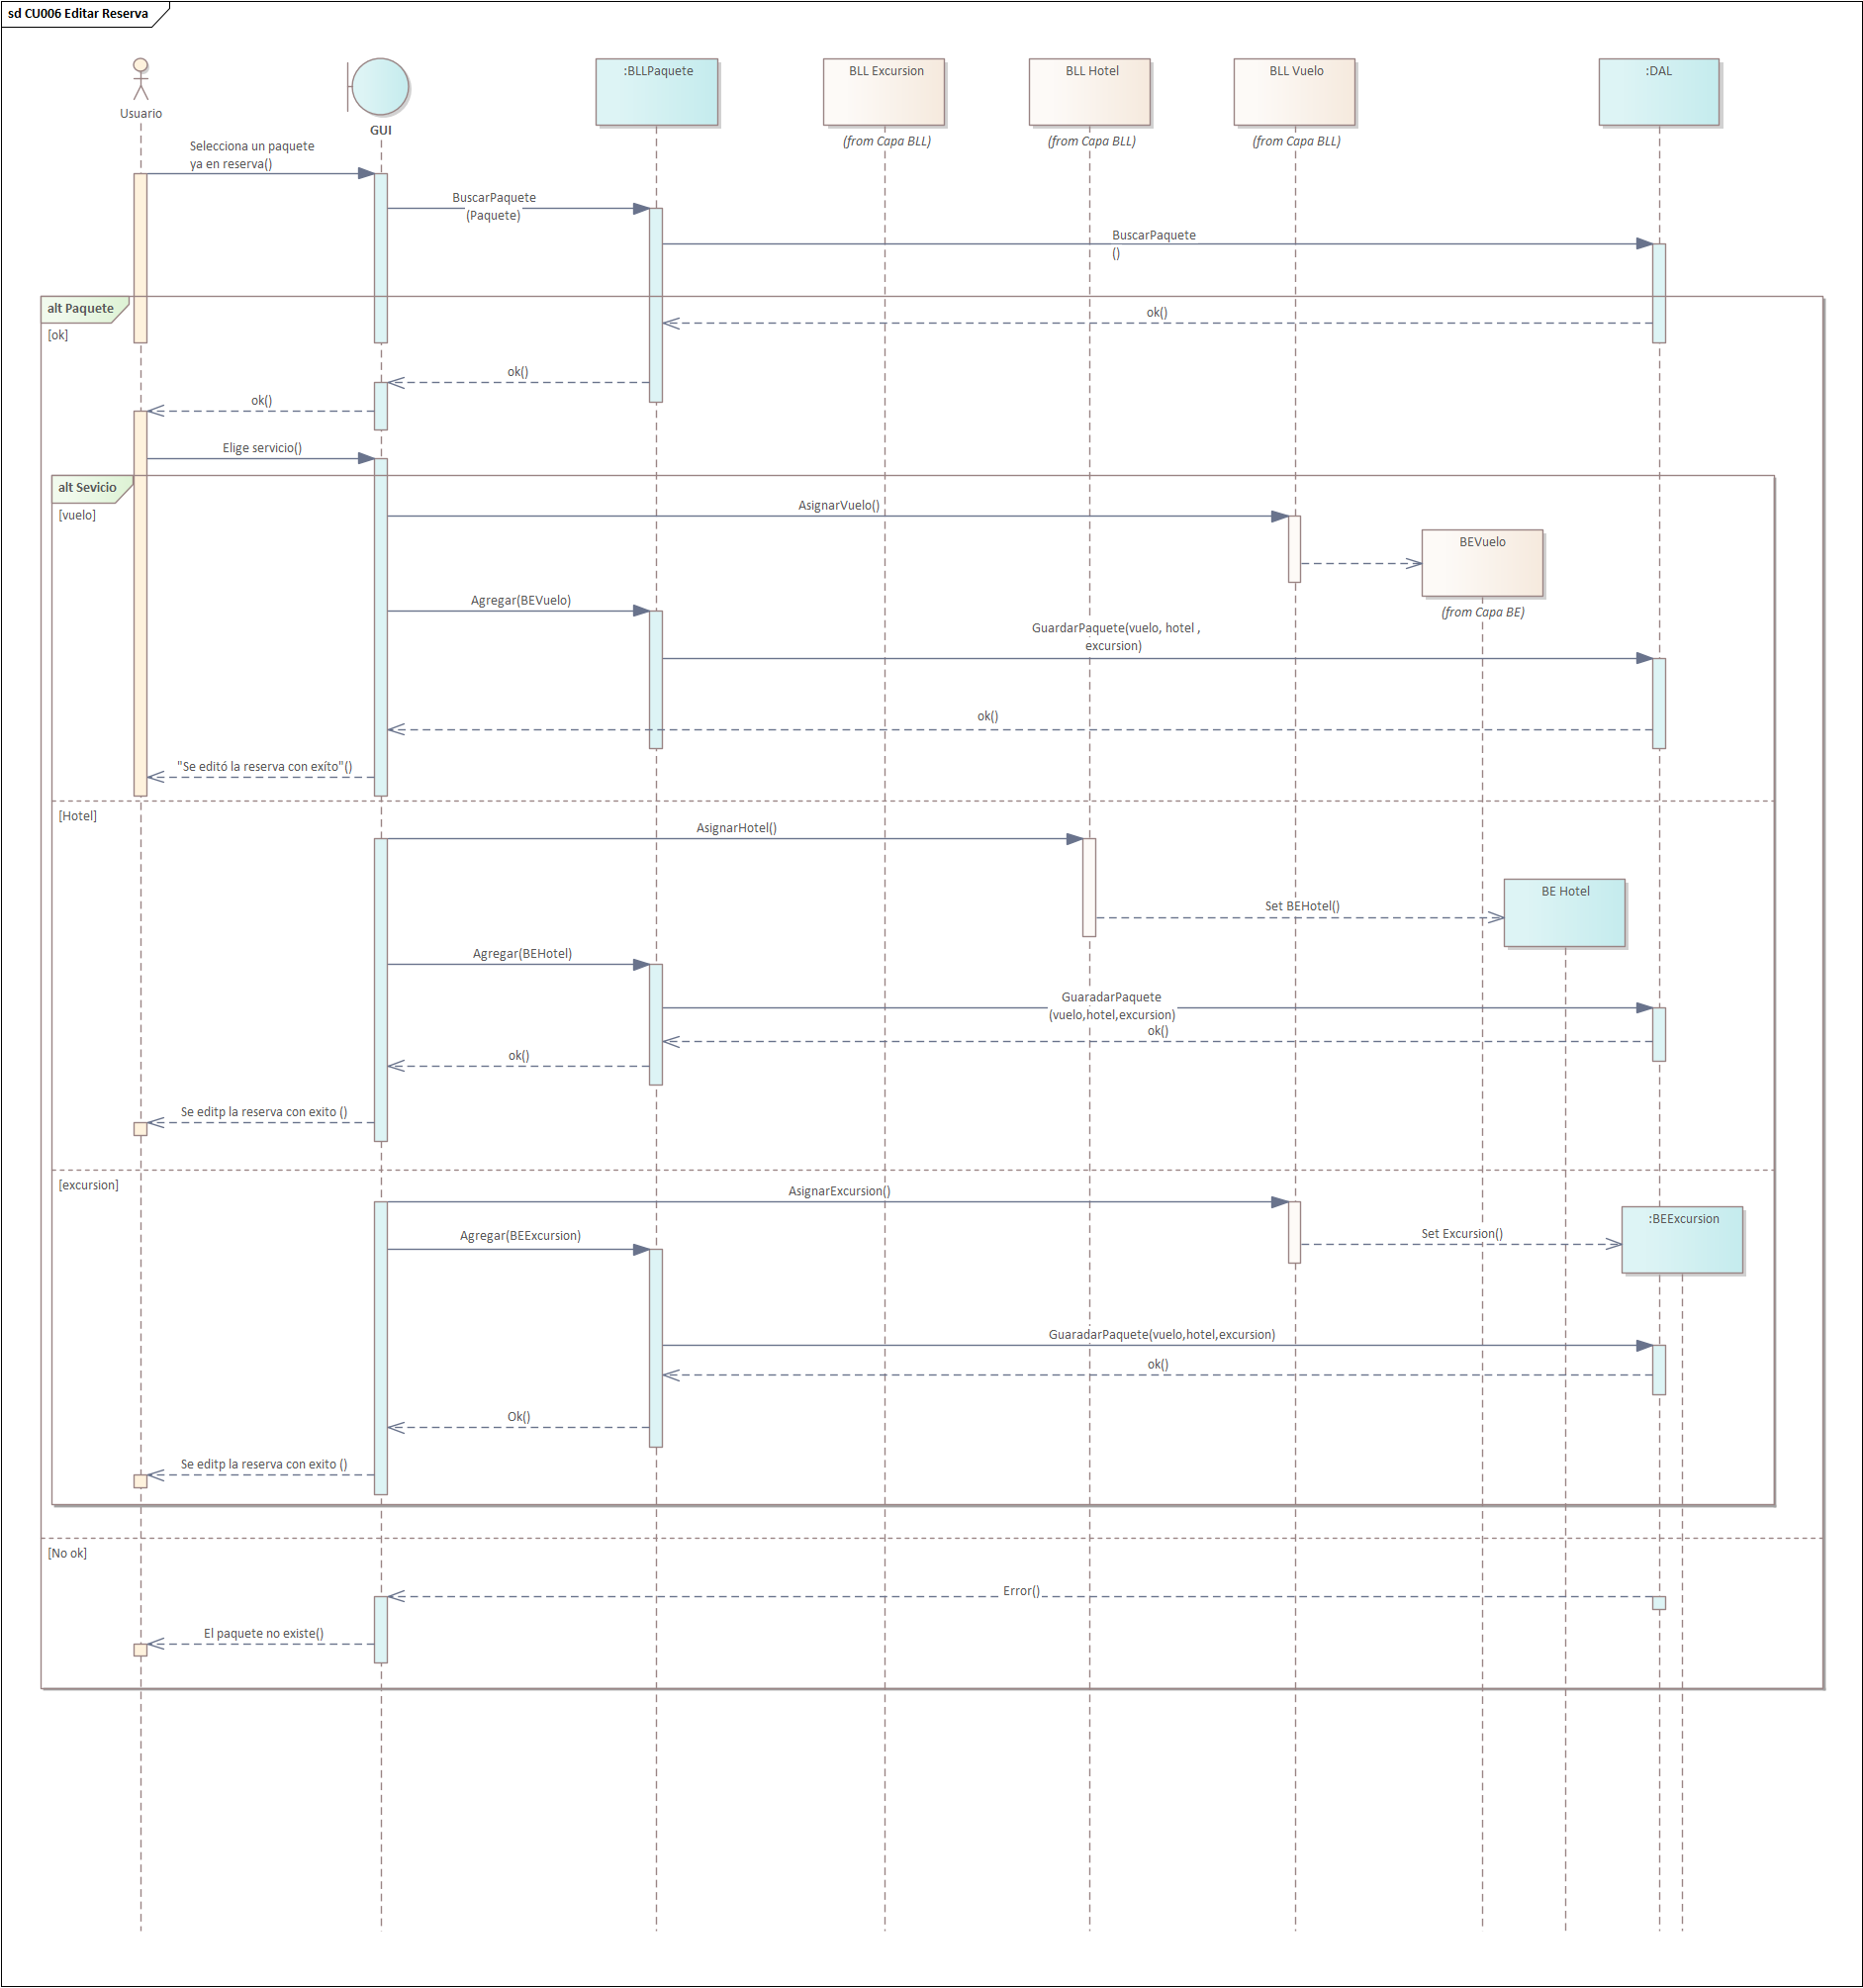 sd CU006 Editar Reserva
Usuario
GUI
:BLLPaquete
BLL Excursion
(from Capa BLL)
BLL Hotel
(from Capa BLL)
BLL Vuelo
(from Capa BLL)
:DAL
Selecciona un paquete
ya en reserva()
BuscarPaquete
(Paquete)
BuscarPaquete
()
alt Paquete
[ok]
ok()
ok()
ok()
Elige servicio()
alt Sevicio
[vuelo]
AsignarVuelo()
BEVuelo
(from Capa BE)
Agregar(BEVuelo)
GuardarPaquete(vuelo, hotel ,
excursion)
ok()
"Se editó la reserva con exíto"()
[Hotel]
AsignarHotel()
BE Hotel
Set BEHotel()
Agregar(BEHotel)
GuaradarPaquete
(vuelo,hotel,excursion)
ok()
ok()
Se editp la reserva con exito ()
[excursion]
AsignarExcursion()
:BEExcursion
Set Excursion()
Agregar(BEExcursion)
GuaradarPaquete(vuelo,hotel,excursion)
ok()
Ok()
Se editp la reserva con exito ()
[No ok]
Error()
El paquete no existe()